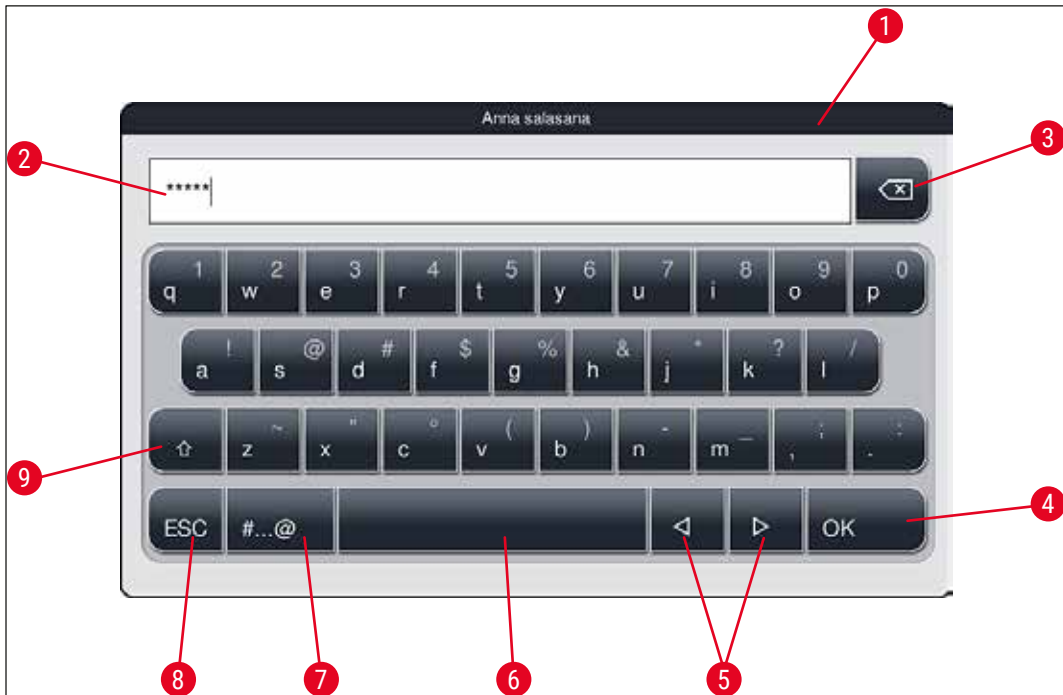 1
Anna salasana
2
*****
3
1 2 3 4 5 6 7 8 9 0
q w e r t y u i o p
! @ # $ % & * ? /
a s d f g h j k l
~ " ° ( ) - _ ; :
z x c v b n m , .
9
ESC #...@ OK
4
8 7 6 5